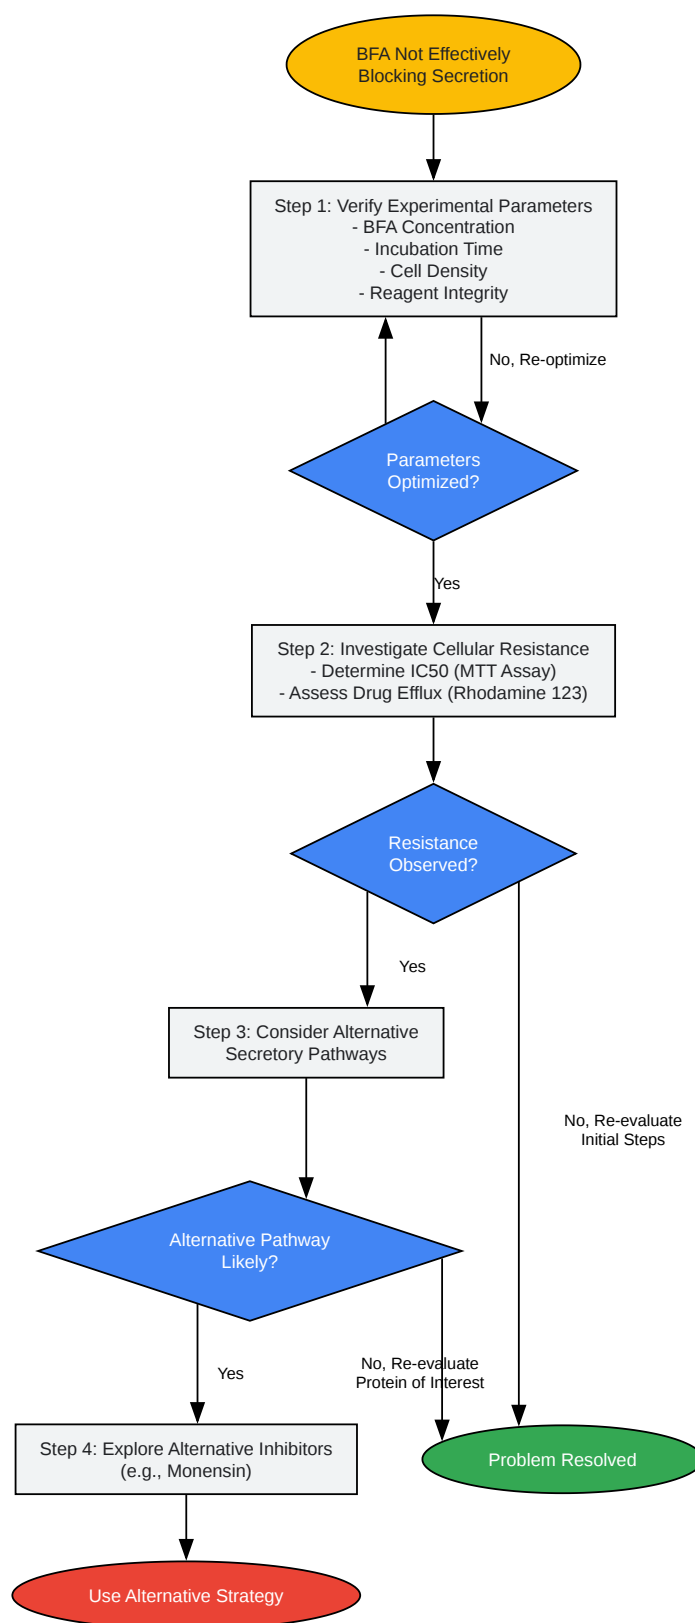 BFA Not Effectively
Blocking Secretion
Step 1: Verify Experimental Parameters
- BFA Concentration
- Incubation Time
- Cell Density
- Reagent Integrity
No, Re-optimize
Parameters
Optimized?
Yes
Step 2: Investigate Cellular Resistance
- Determine IC50 (MTT Assay)
- Assess Drug Efflux (Rhodamine 123)
Resistance
Observed?
Yes
Step 3: Consider Alternative
Secretory Pathways
No, Re-evaluate
Initial Steps
Alternative Pathway
Likely?
Yes
No, Re-evaluate
Protein of Interest
Step 4: Explore Alternative Inhibitors
(e.g., Monensin)
Problem Resolved
Use Alternative Strategy